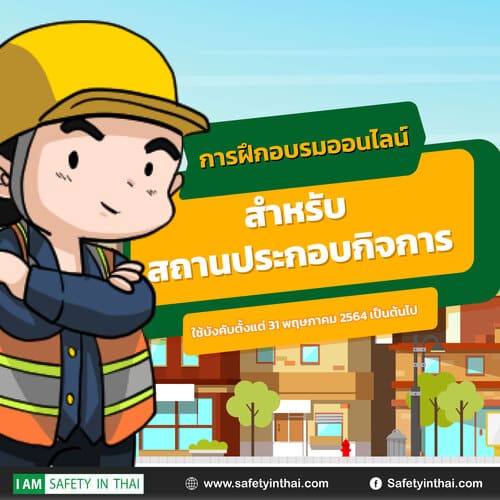 การฝึกอบรมออนไลน์
สำหรับ
สถานประกอบกิจการ
ใช้บังคับตั้งแต่ 31 พฤษภาคม 2564 เป็นต้นไป
I AM SAFETY IN THAI
www.safetyinthai.com
Safetyinthai.com